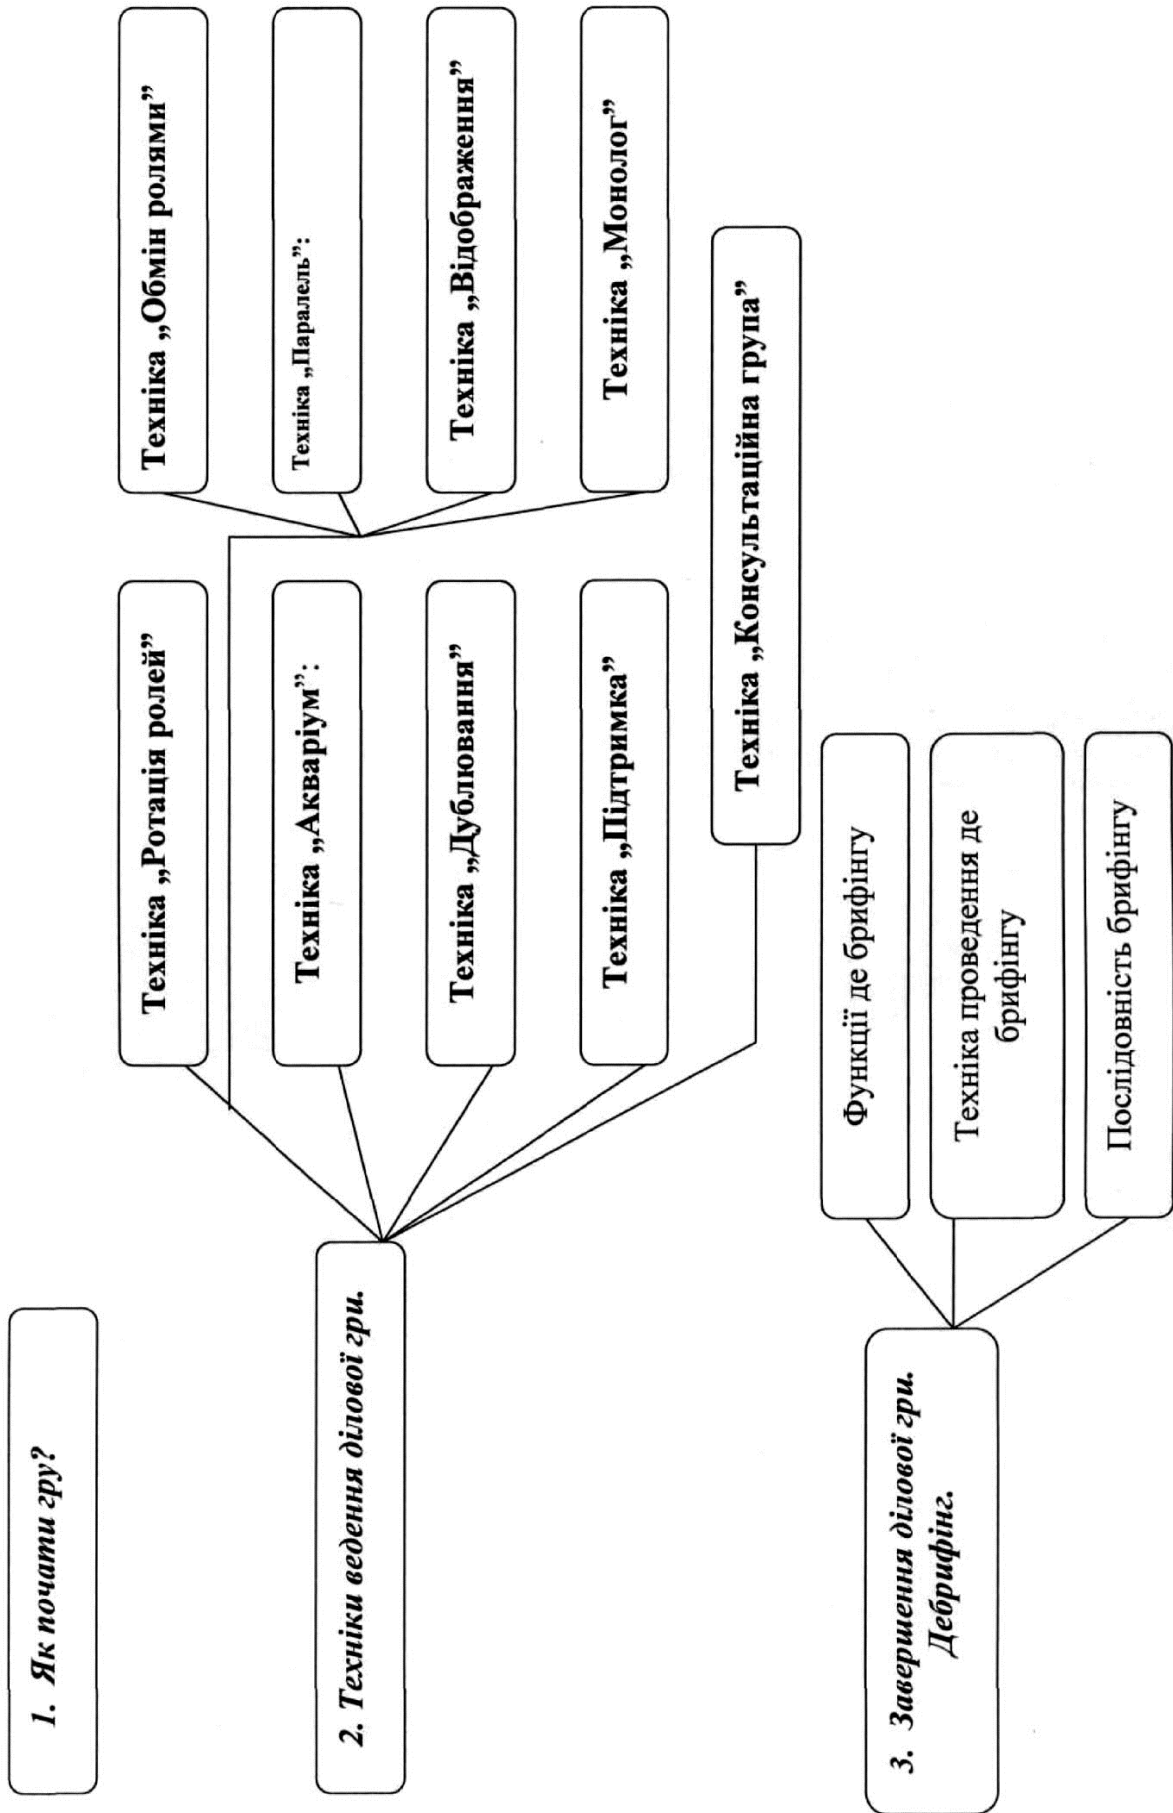 1. Як почати гру?
2. Техніки ведення ділової гри.
Техніка „Ротація ролей”
Техніка „Акваріум”:
Техніка „Дублювання”
Техніка „Підтримка”
Техніка „Консультаційна група”
Техніка „Обмін ролями”
Техніка „Паралель”:
Техніка „Відображення”
Техніка „Монолог”
3. Завершення ділової гри.
Дебрифінг.
Функції де брифінгу
Техніка проведення де
брифінгу
Послідовність брифінгу